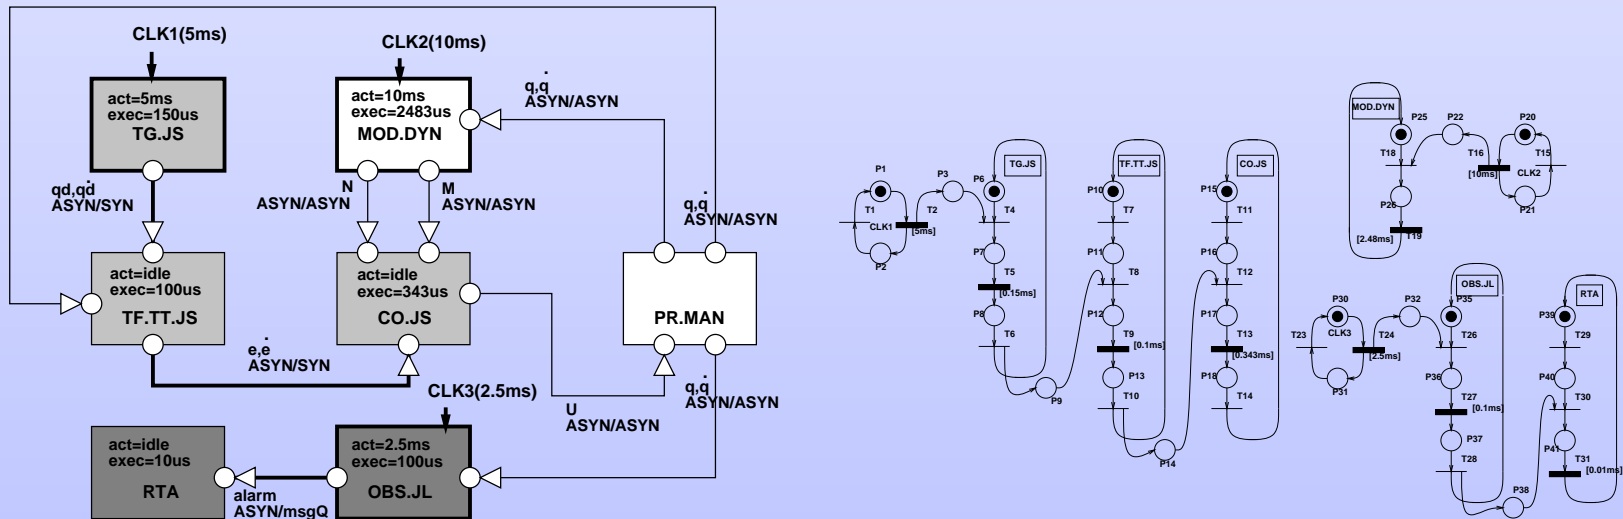 CLK1(5ms)
act=5ms
exec=150us
TG.JS
CLK2(10ms)
act=10ms
exec=2483us
MOD.DYN
q,q̇
ASYN/ASYN
qd,q̇d
ASYN/SYN
N
ASYN/ASYN
M
ASYN/ASYN
q,q̇
ASYN/ASYN
act=idle
exec=100us
TF.TT.JS
act=idle
exec=343us
CO.JS
PR.MAN
e,ė
ASYN/SYN
CLK3(2.5ms)
U
ASYN/ASYN
q,q̇
ASYN/ASYN
act=idle
exec=10us
RTA
alarm
ASYN/msgQ
act=2.5ms
exec=100us
OBS.JL
P1
T1
CLK1
T2
[5ms]
P2
P3
TG.JS
P6
T4
P7
T5
[0.15ms]
P8
T6
P9
TF.TT.JS
P10
T7
P11
T8
P12
T9
[0.1ms]
P13
T10
P14
CO.JS
P15
T11
P16
T12
P17
T13
[0.343ms]
P18
T14
MOD.DYN
P25
T18
P26
T19
[2.48ms]
P22
T16
[10ms]
P20
T15
CLK2
P21
P30
CLK3
T23
T24
[2.5ms]
P31
P32
OBS.JL
P35
T26
P36
T27
[0.1ms]
P37
T28
P38
RTA
P39
T29
P40
T30
P41
T31
[0.01ms]